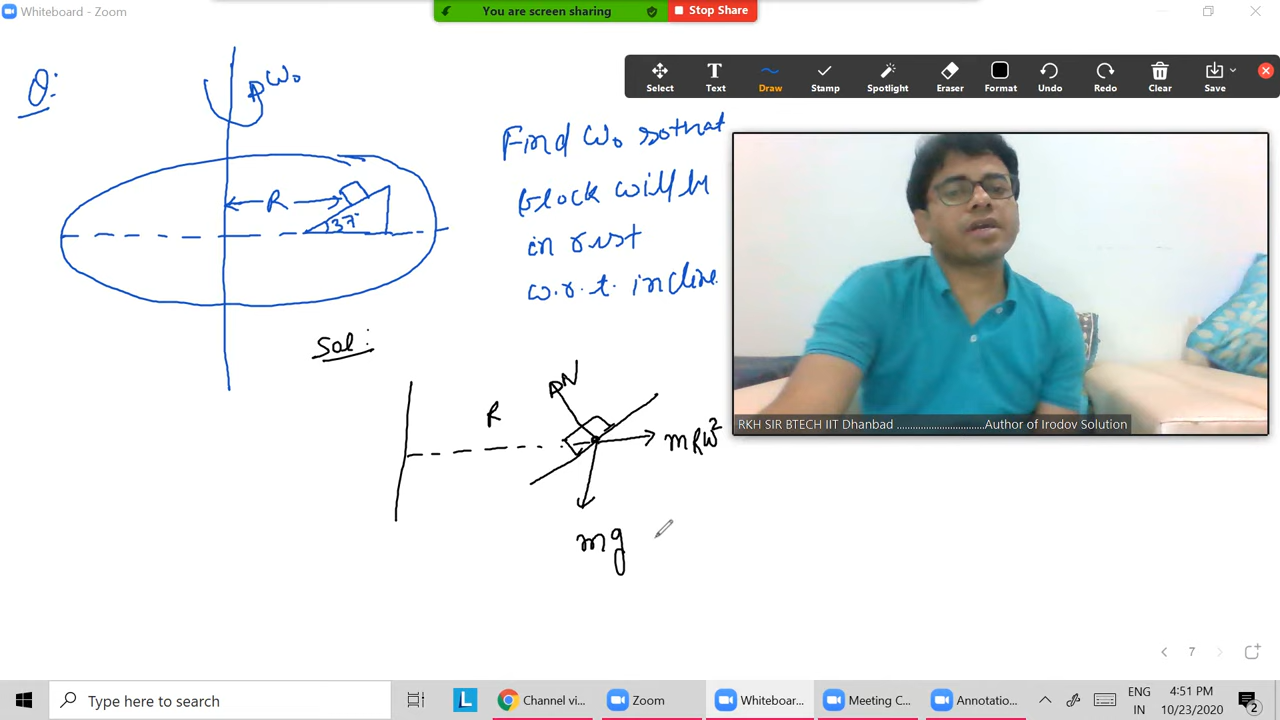 Whiteboard - Zoom
You are screen sharing
Stop Share
Select
Text
Draw
Stamp
Spotlight
Eraser
Format
Undo
Redo
Clear
Save
Q:
ω₀
R
37°
Find ω₀ so that
block will be
in rest
w.r.t. incline.
Sol:
R
N
mRω²
mg
RKH SIR BTECH IIT Dhanbad ................................Author of Irodov Solution
7
Type here to search
L
Channel vi...
Zoom
Whiteboar...
Meeting C...
Annotatio...
ENG
IN
4:51 PM
10/23/2020
2